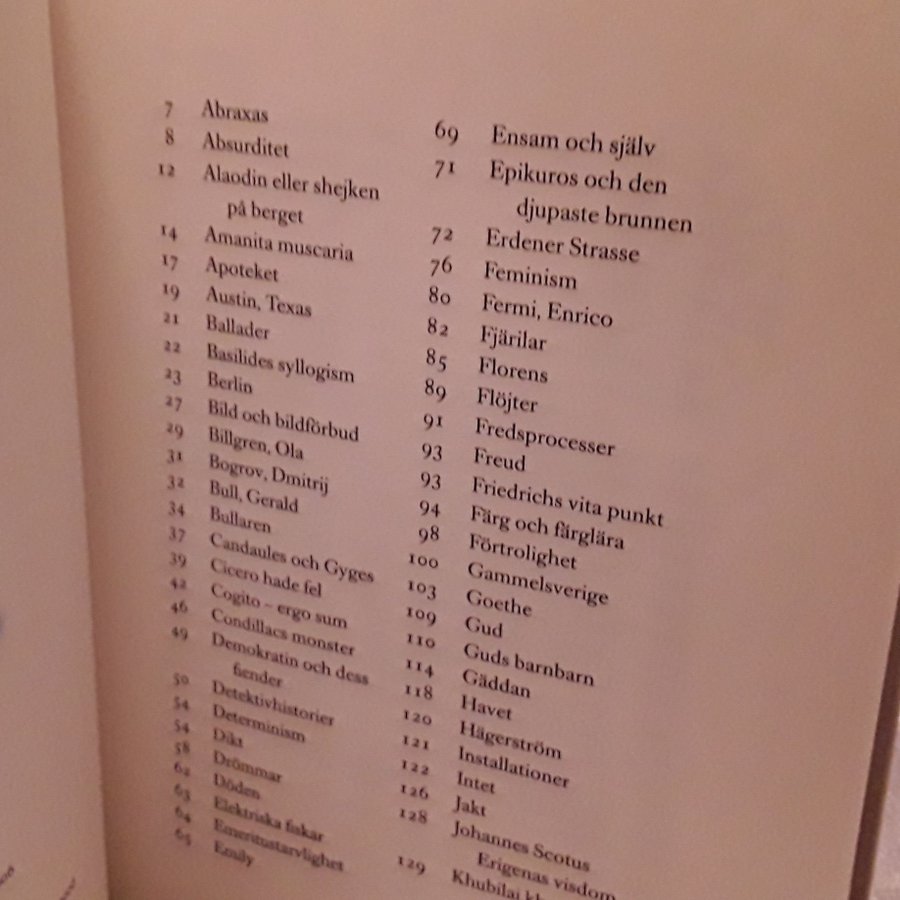 7 Abraxas
8 Absurditet
12 Alaodin eller shejken
på berget
14 Amanita muscaria
17 Apoteket
19 Austin, Texas
21 Ballader
22 Basilides syllogism
23 Berlin
27 Bild och bildförbud
29 Billgren, Ola
31 Bogrov, Dmitrij
32 Bull, Gerald
34 Bullaren
37 Candaules och Gyges
39 Cicero hade fel
42 Cogito – ergo sum
46 Condillacs monster
49 Demokratin och dess
fiender
50 Detektivhistorier
54 Determinism
54 Dikt
58 Drömmar
62 Döden
63 Elektriska fiskar
64 Emeritustarvlighet
65 Emily
69 Ensam och själv
71 Epikuros och den
djupaste brunnen
72 Erdener Strasse
76 Feminism
80 Fermi, Enrico
82 Fjärilar
85 Florens
89 Flöjter
91 Fredsprocesser
93 Freud
93 Friedrichs vita punkt
94 Färg och färglära
98 Förtrolighet
100 Gammelsverige
103 Goethe
109 Gud
110 Guds barnbarn
114 Gäddan
118 Havet
120 Hägerström
121 Installationer
122 Intet
126 Jakt
128 Johannes Scotus
Erigenas visdom
129 Khubilai